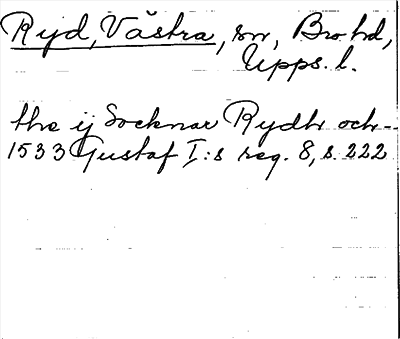 Ryd, Västra, sn, Bro hd,
Upps. l.
thre ij Socknar Rydh och --
1533 Gustaf I:s reg. 8, s. 222